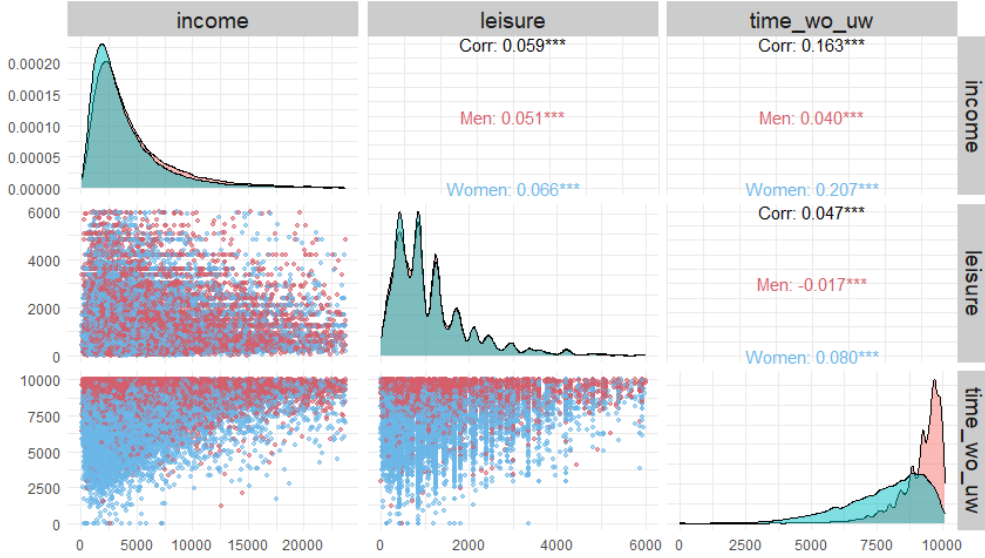 income leisure time_wo_uw
Corr: 0.059*** Corr: 0.163***
0.00020
0.00015
Men: 0.051*** Men: 0.040***
0.00010
0.00005
0.00000
Women: 0.066*** Women: 0.207***
income
6000
Corr: 0.047***
4000
Men: -0.017***
2000
0
Women: 0.080***
leisure
10000
7500
5000
2500
0
time_wo_uw
0 5000 10000 15000 20000 0 2000 4000 6000 0 2500 5000 7500 10000